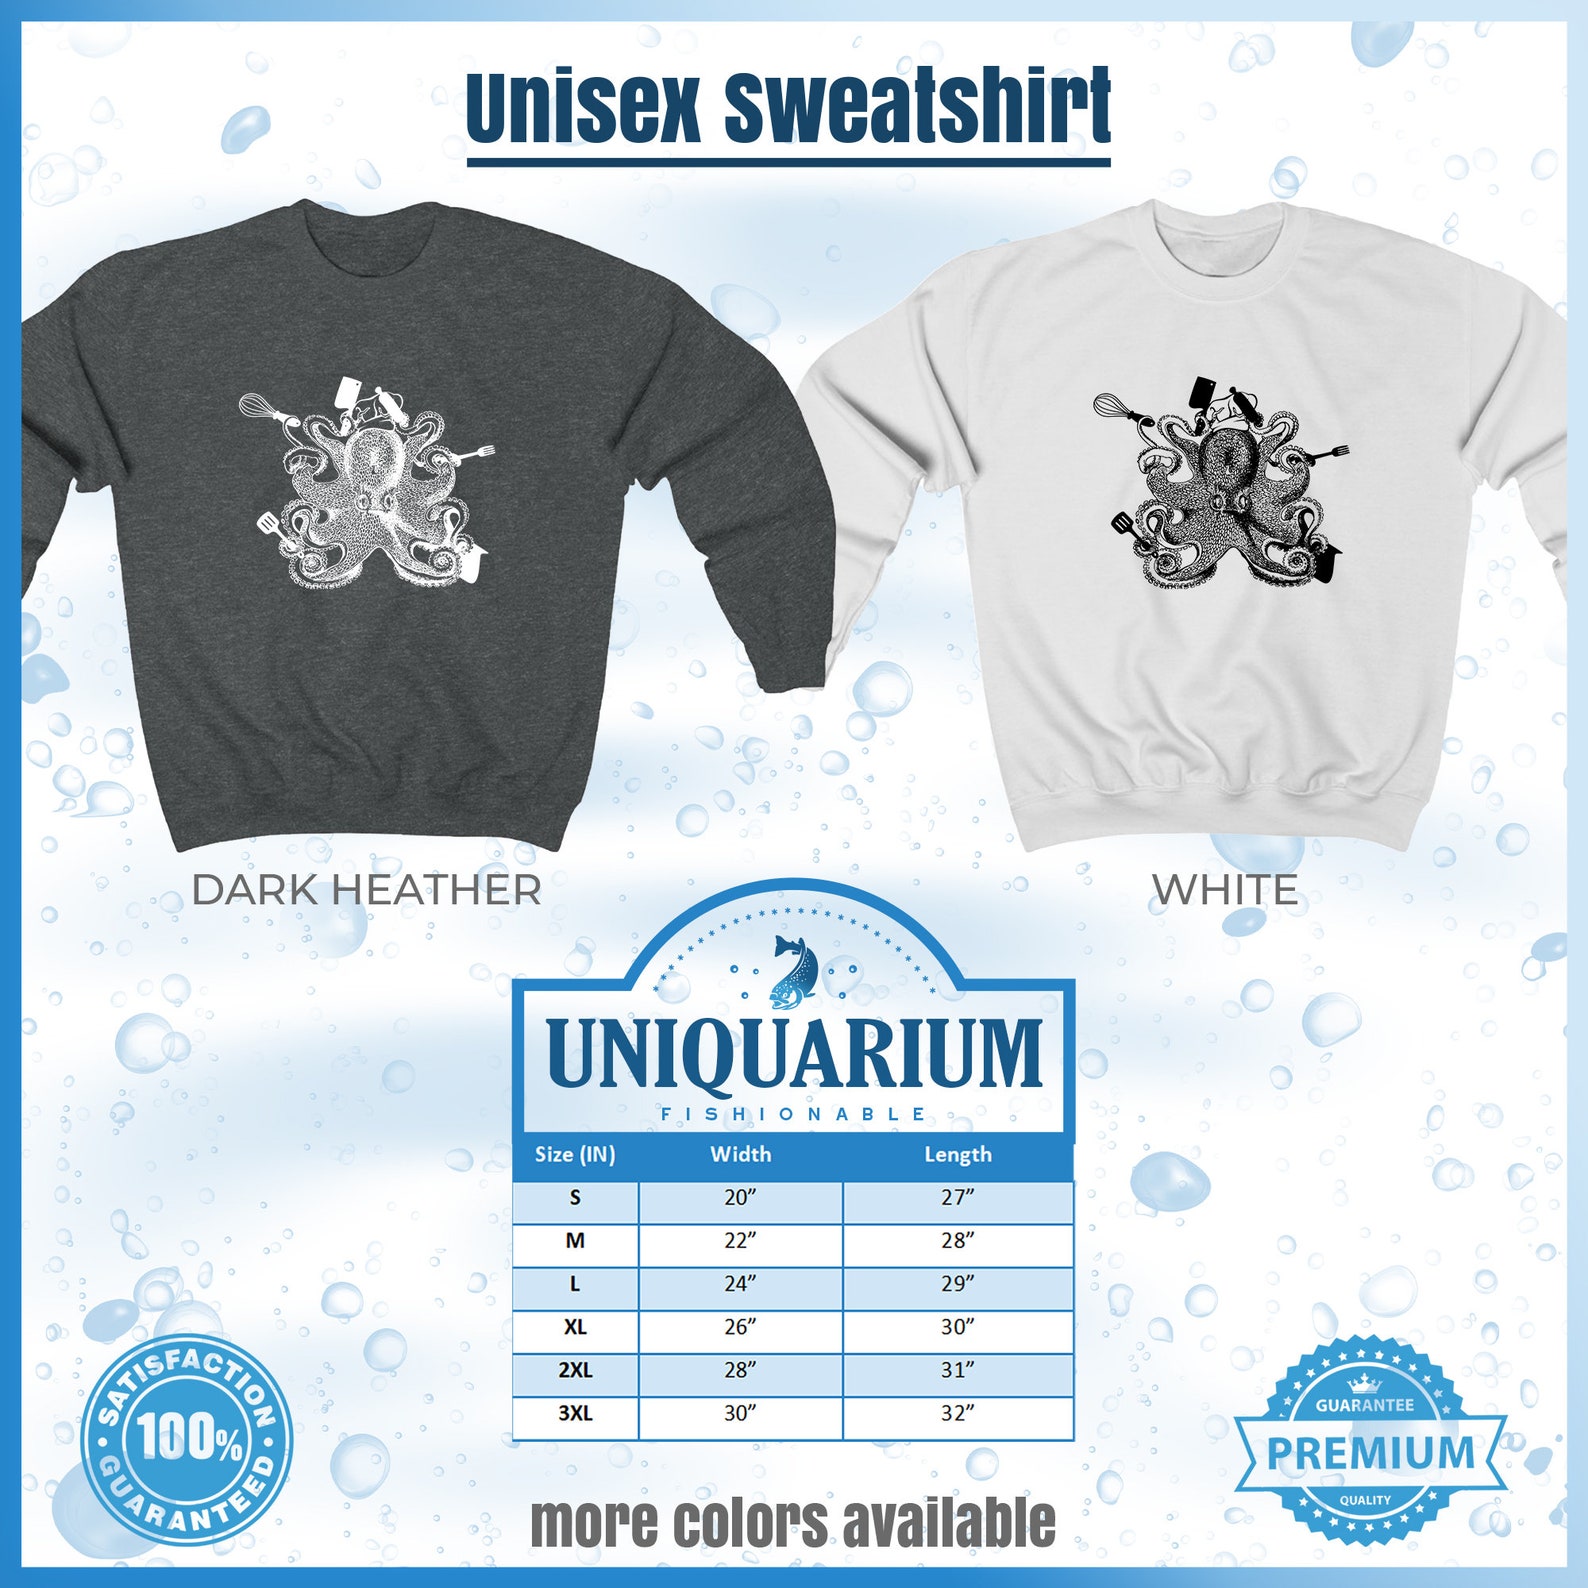 Unisex Sweatshirt
DARK HEATHER
WHITE
UNIQUARIUM
FISHIONABLE
Size (IN) Width Length
S 20” 27”
M 22” 28”
L 24” 29”
XL 26” 30”
2XL 28” 31”
3XL 30” 32”
SATISFACTION
100%
GUARANTEED
GUARANTEE
PREMIUM
QUALITY
more colors available